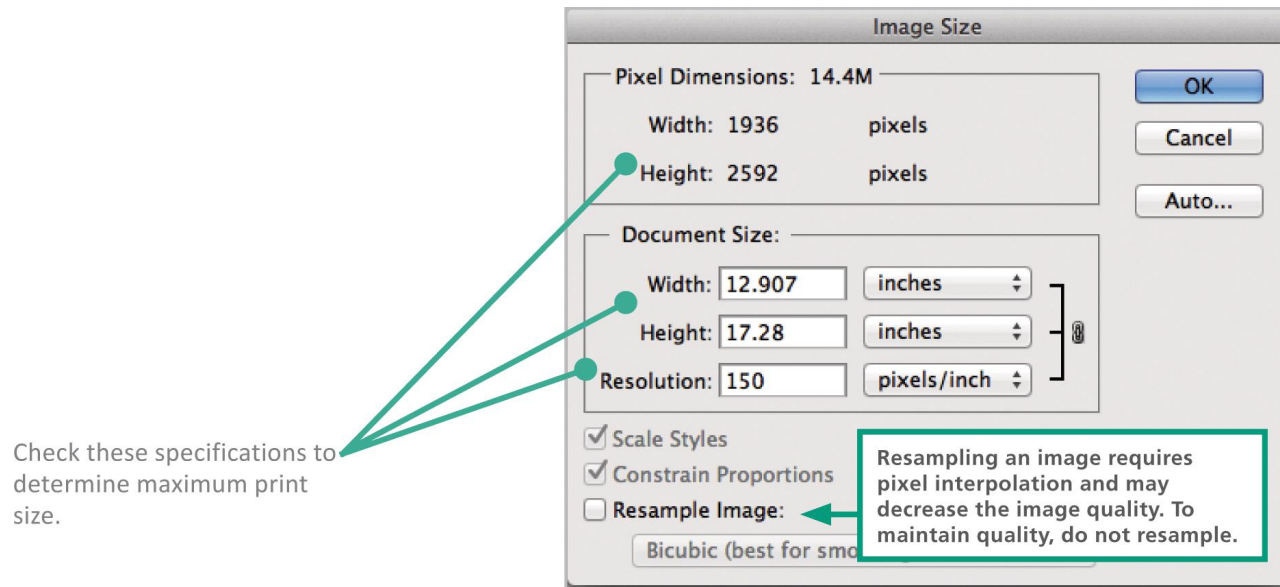 Image Size
Pixel Dimensions: 14.4M
OK
Width: 1936 pixels
Cancel
Height: 2592 pixels
Auto...
Document Size:
Width: 12.907 inches
Height: 17.28 inches
Resolution: 150 pixels/inch
Check these specifications to
determine maximum print
size.
Scale Styles
Constrain Proportions
Resample Image:
Bicubic (best for
Resampling an image requires
pixel interpolation and may
decrease the image quality. To
maintain quality, do not resample.